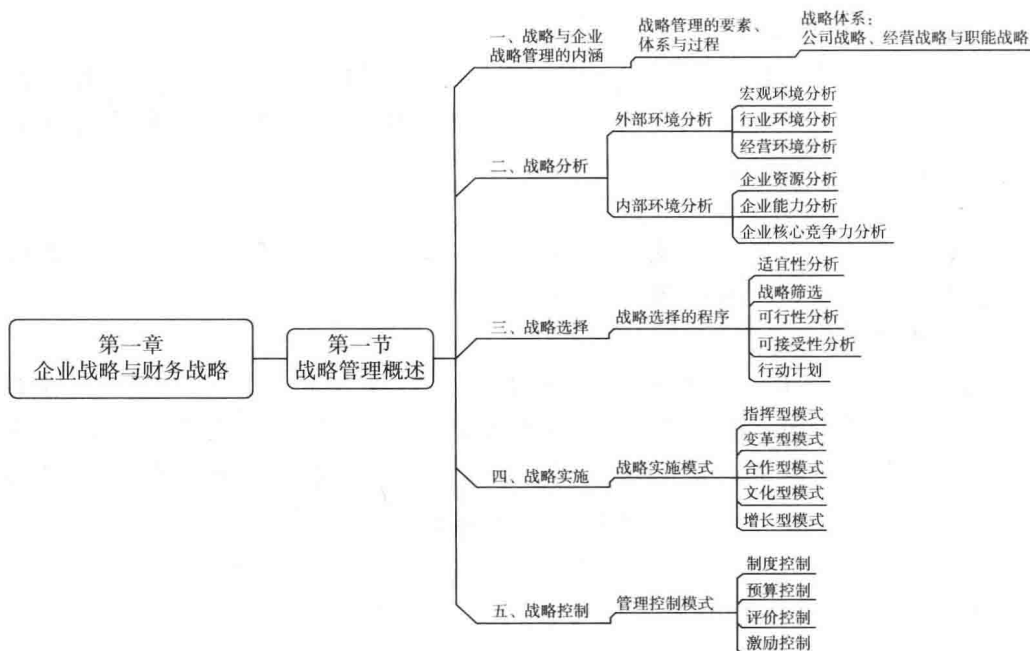 第一章
企业战略与财务战略
第一节
战略管理概述
一、战略与企业
战略管理的内涵
战略管理的要素、
体系与过程
战略体系：
公司战略、经营战略与职能战略
二、战略分析
外部环境分析
宏观环境分析
行业环境分析
经营环境分析
内部环境分析
企业资源分析
企业能力分析
企业核心竞争力分析
三、战略选择
战略选择的程序
适宜性分析
战略筛选
可行性分析
可接受性分析
行动计划
四、战略实施
战略实施模式
指挥型模式
变革型模式
合作型模式
文化型模式
增长型模式
五、战略控制
管理控制模式
制度控制
预算控制
评价控制
激励控制